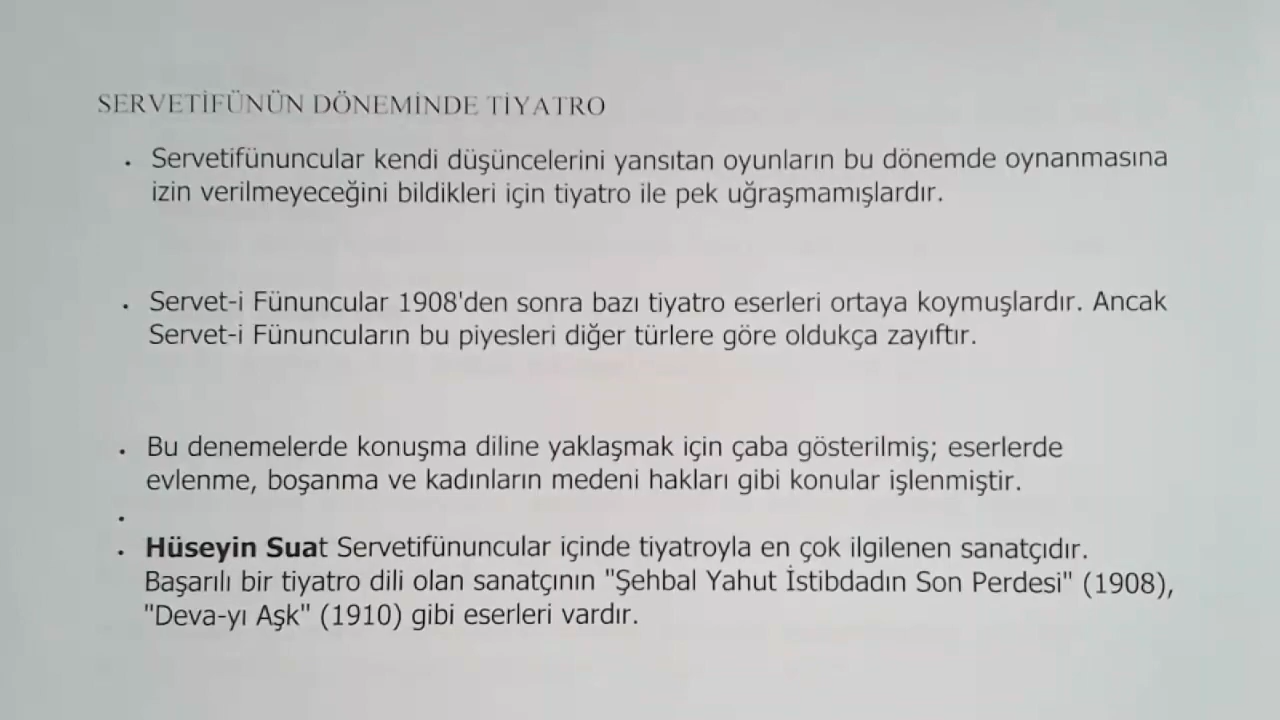 SERVETİFÜNÜN DÖNEMİNDE TİYATRO
• Servetifünuncular kendi düşüncelerini yansıtan oyunların bu dönemde oynanmasına
izin verilmeyeceğini bildikleri için tiyatro ile pek uğraşmamışlardır.
• Servet-i Fünuncular 1908'den sonra bazı tiyatro eserleri ortaya koymuşlardır. Ancak
Servet-i Fünuncuların bu piyesleri diğer türlere göre oldukça zayıftır.
• Bu denemelerde konuşma diline yaklaşmak için çaba gösterilmiş; eserlerde
evlenme, boşanma ve kadınların medeni hakları gibi konular işlenmiştir.
•
• Hüseyin Suat Servetifünuncular içinde tiyatroyla en çok ilgilenen sanatçıdır.
Başarılı bir tiyatro dili olan sanatçının "Şehbal Yahut İstibdadın Son Perdesi" (1908),
"Deva-yı Aşk" (1910) gibi eserleri vardır.